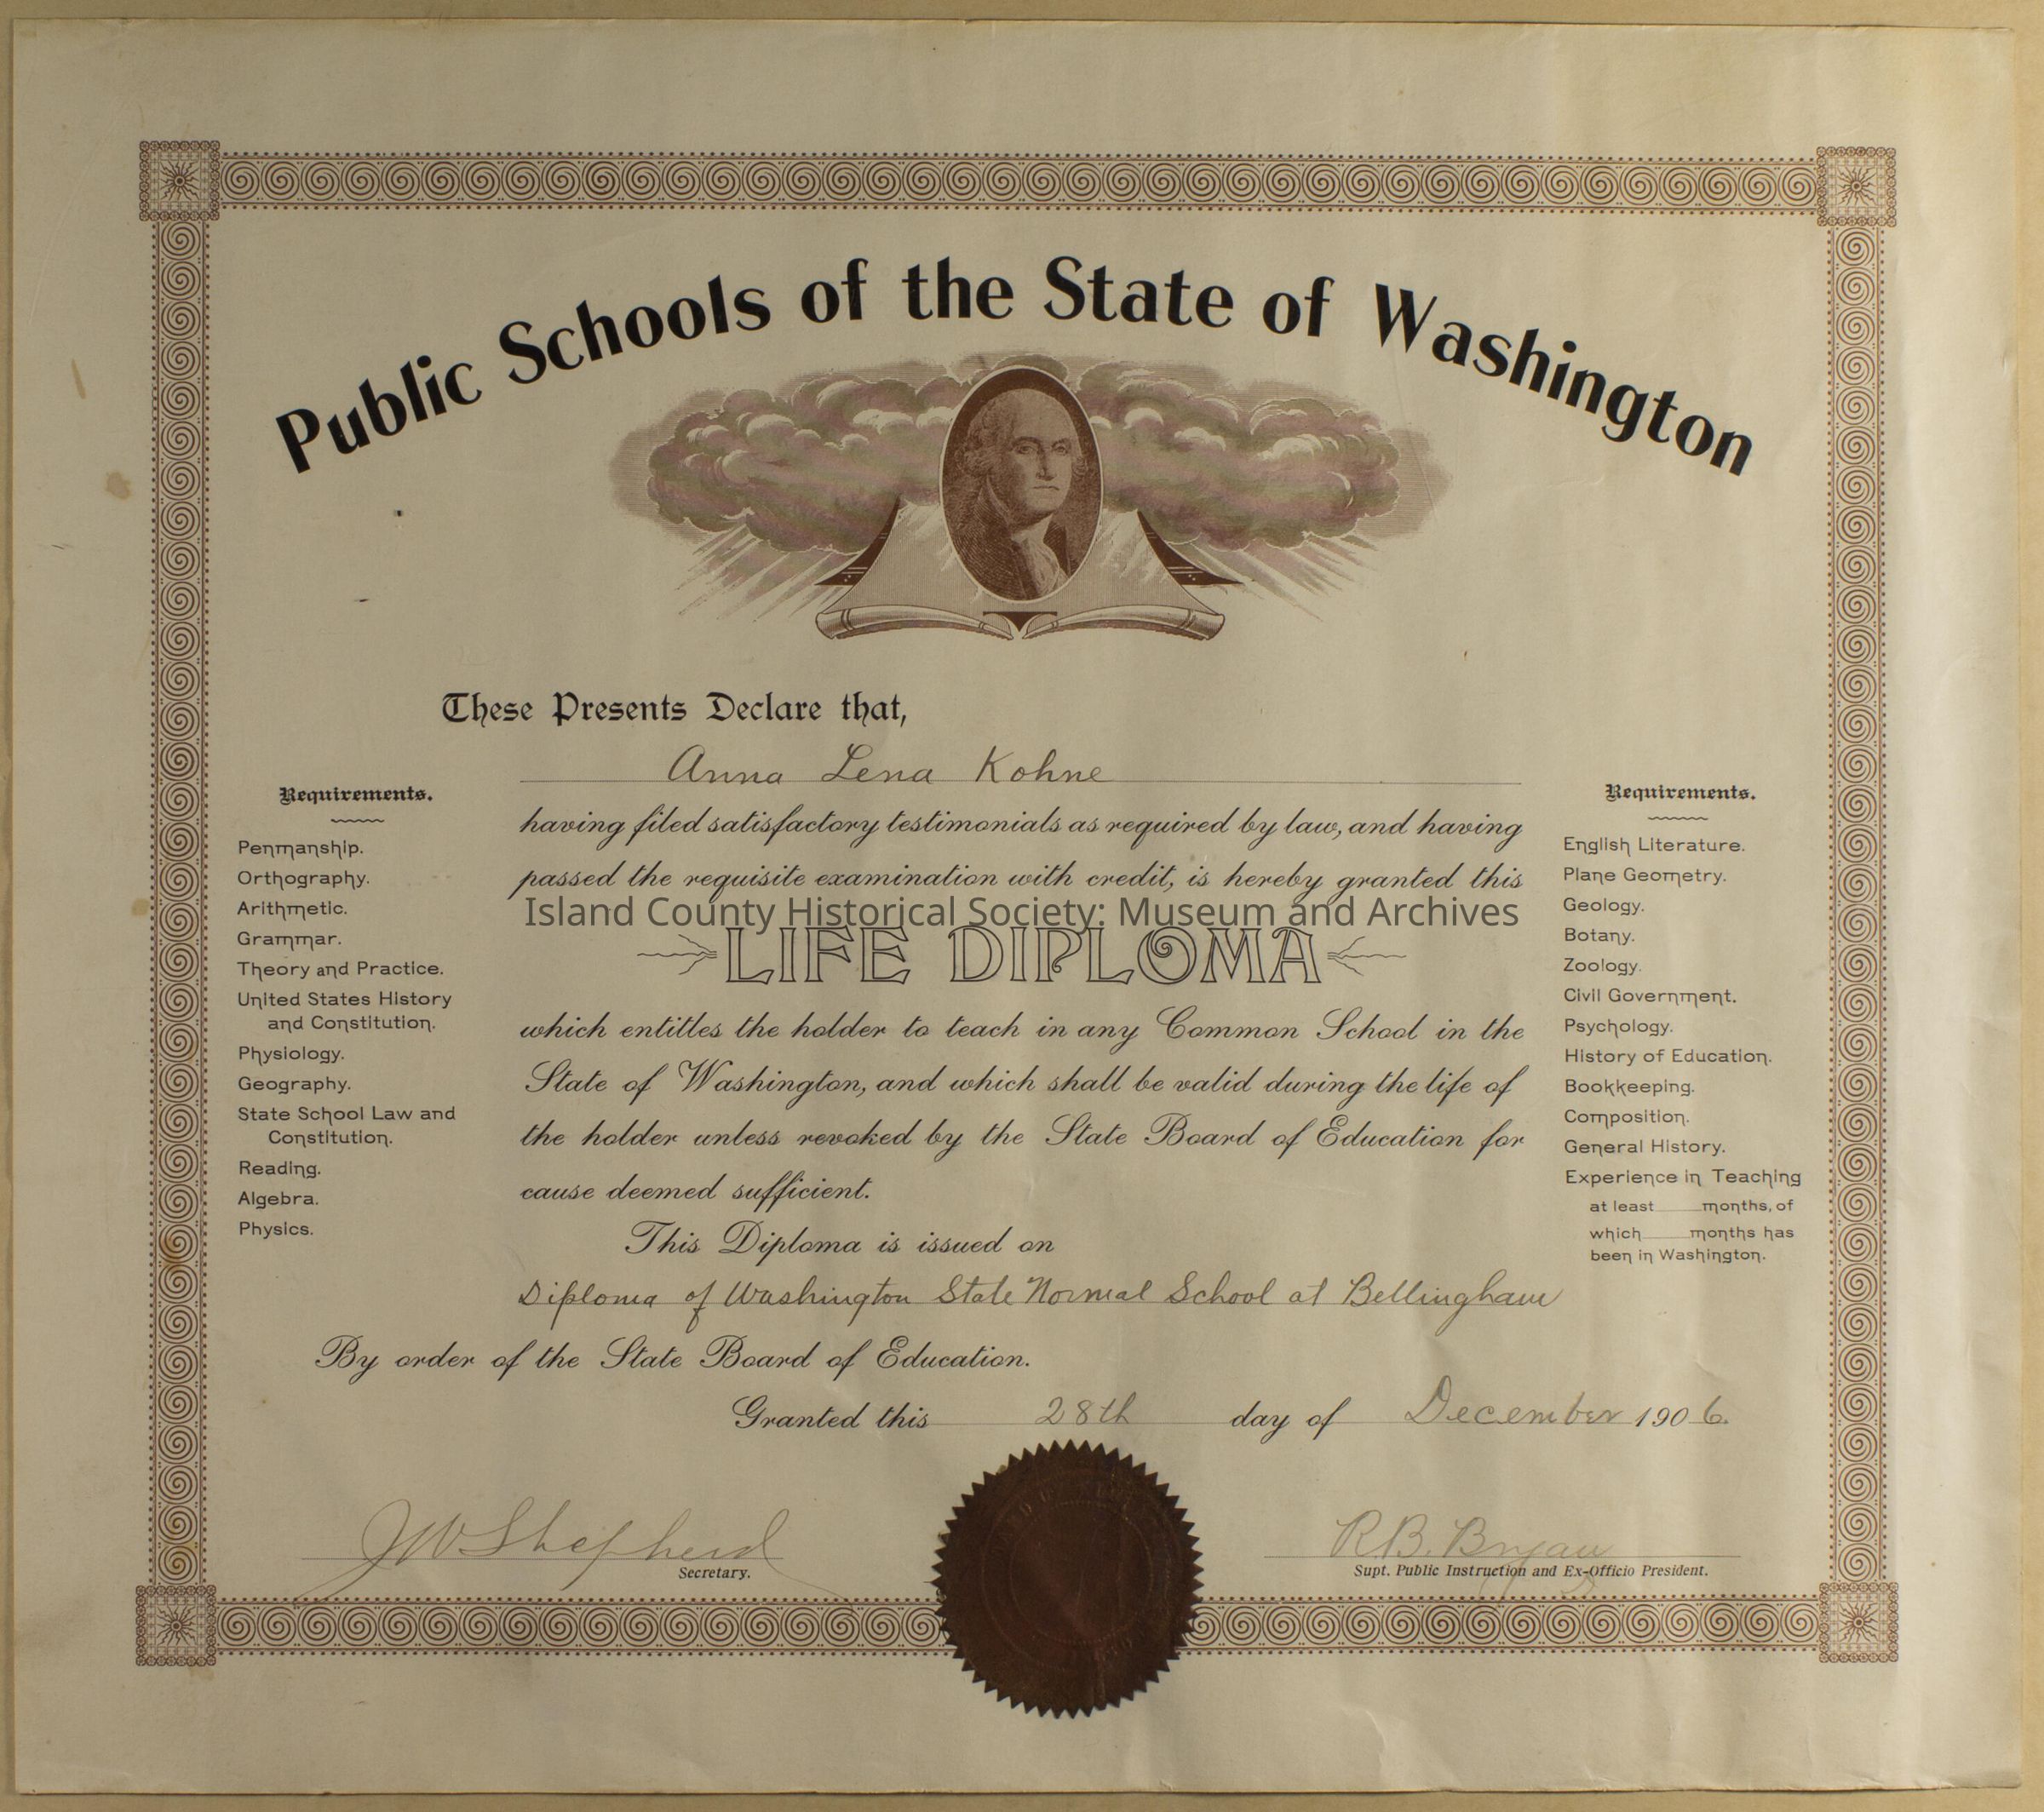 Public Schools of the State of Washington
These Presents Declare that,
Anna Lena Kohne
having filed satisfactory testimonials as required by law, and having
passed the requisite examination with credit, is hereby granted this
Island County Historical Society: Museum and Archives
LIFE DIPLOMA
which entitles the holder to teach in any Common School in the
State of Washington, and which shall be valid during the life of
the holder unless revoked by the State Board of Education for
cause deemed sufficient.
This Diploma is issued on
Diploma of Washington State Normal School at Bellingham
By order of the State Board of Education.
Granted this 28th day of December 1906.
Requirements.
Penmanship.
Orthography.
Arithmetic.
Grammar.
Theory and Practice.
United States History
and Constitution.
Physiology.
Geography.
State School Law and
Constitution.
Reading.
Algebra.
Physics.
Requirements.
English Literature.
Plane Geometry.
Geology.
Botany.
Zoology.
Civil Government.
Psychology.
History of Education.
Bookkeeping.
Composition.
General History.
Experience in Teaching
at least months, of
which months has
been in Washington.
JW Shepherd
Secretary.
R.B. Bryan
Supt. Public Instruction and Ex-Officio President.